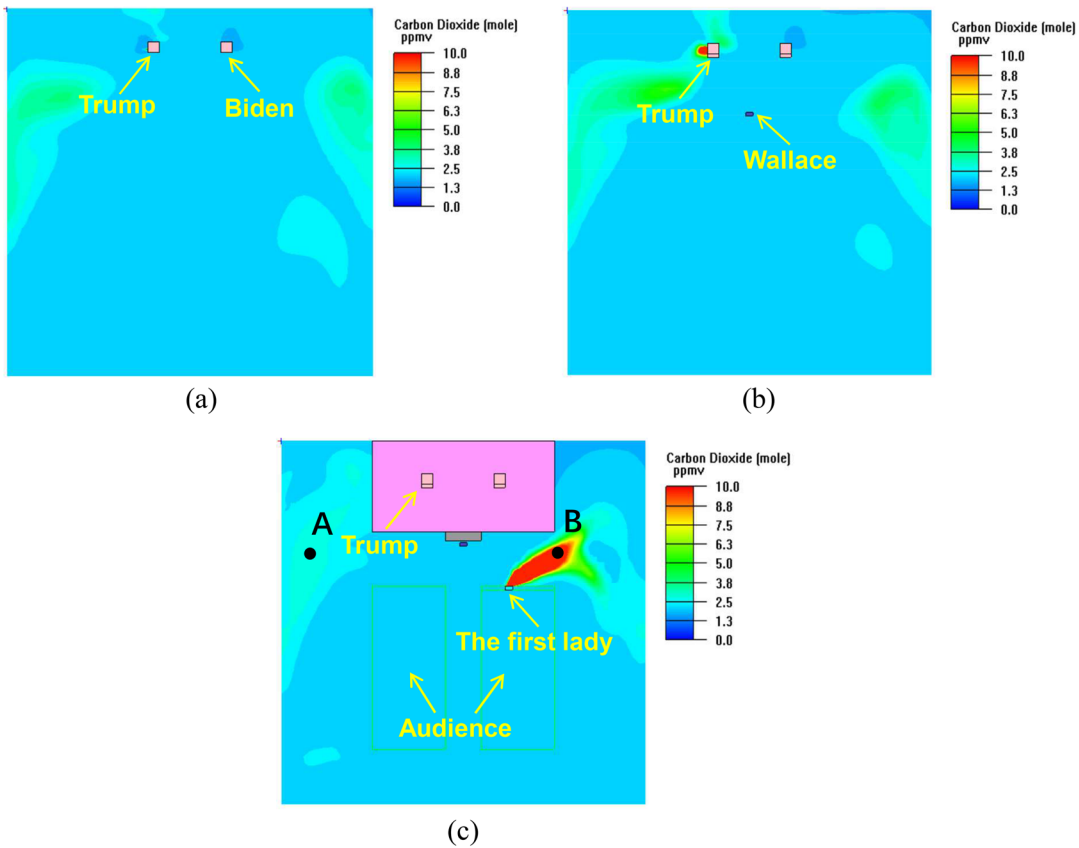 Carbon Dioxide (mole)
ppmv
10.0
8.8
7.5
6.3
5.0
3.8
2.5
1.3
0.0
Trump
Biden
(a)
Carbon Dioxide (mole)
ppmv
10.0
8.8
7.5
6.3
5.0
3.8
2.5
1.3
0.0
Trump
Wallace
(b)
Carbon Dioxide (mole)
ppmv
10.0
8.8
7.5
6.3
5.0
3.8
2.5
1.3
0.0
A
B
Trump
The first lady
Audience
(c)